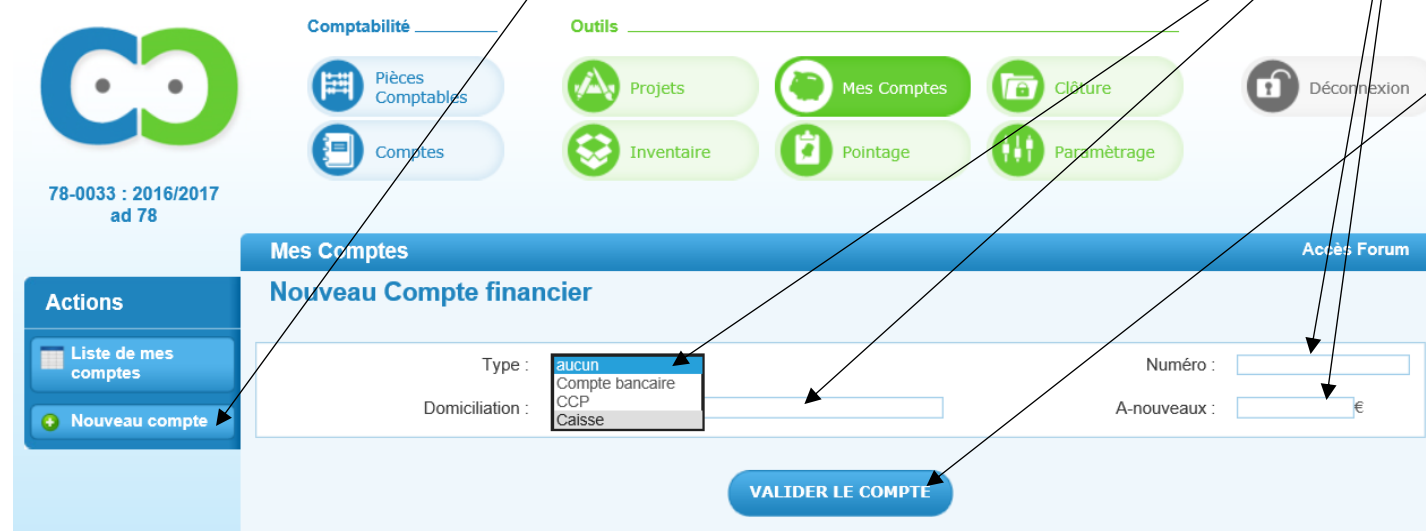 Comptabilité
Outils
Pièces
Comptables
Projets
Mes Comptes
Clôture
Déconnexion
Comptes
Inventaire
Pointage
Paramètrage
78-0033 : 2016/2017
ad 78
Mes Comptes
Accès Forum
Actions
Nouveau Compte financier
Liste de mes
comptes
Nouveau compte
Type :
aucun
Compte bancaire
CCP
Caisse
Numéro :
Domiciliation :
A-nouveaux :
€
VALIDER LE COMPTE